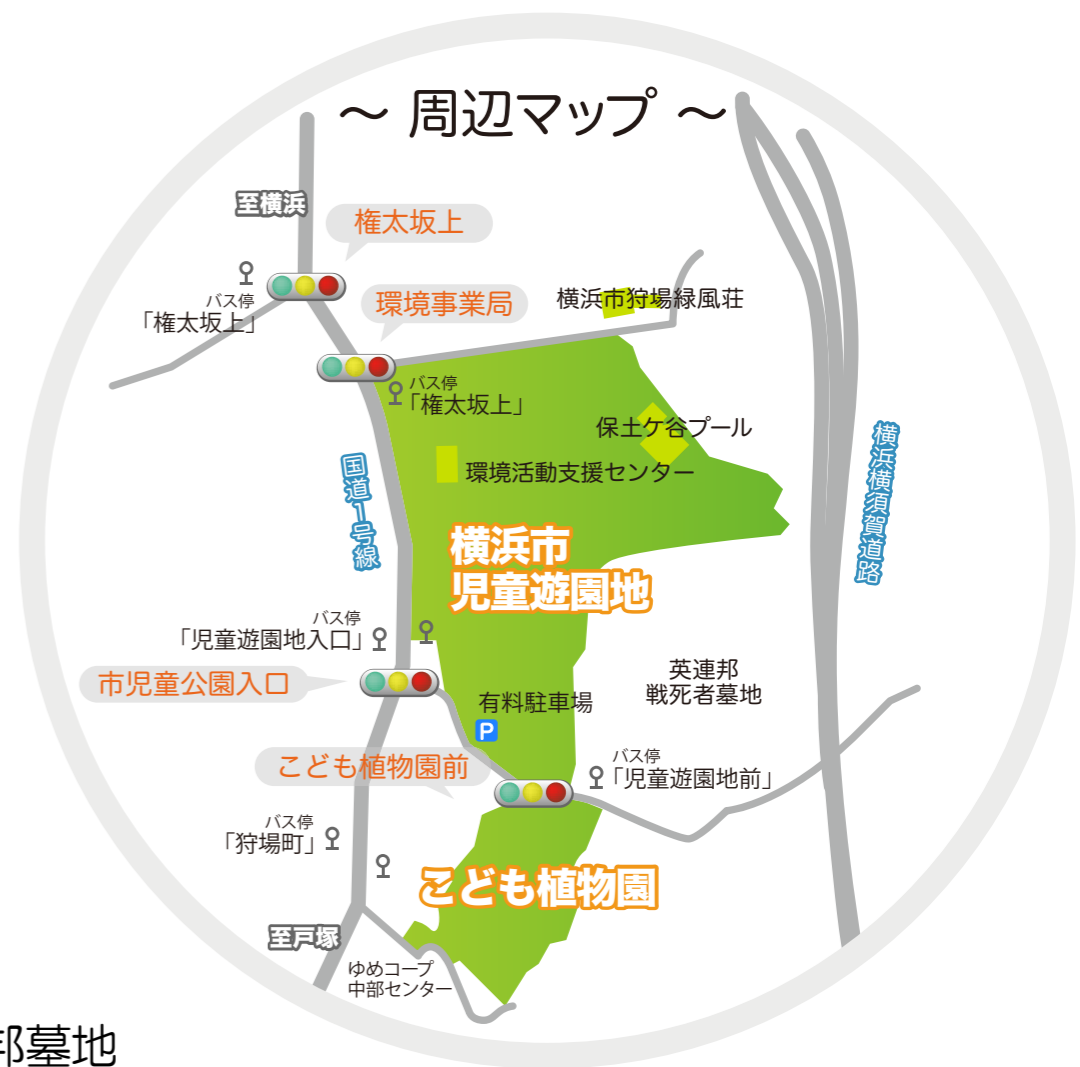 ～ 周辺マップ ～
至横浜
権太坂上
バス停
「権太坂上」
環境事業局
横浜市狩場緑風荘
バス停
「権太坂上」
保土ケ谷プール
環境活動支援センター
国道1号線
横浜横須賀道路
横浜市
児童遊園地
バス停
「児童遊園地入口」
市児童公園入口
英連邦
戦死者墓地
有料駐車場
P
こども植物園前
バス停
「児童遊園地前」
バス停
「狩場町」
こども植物園
至戸塚
ゆめコープ
中部センター
邦墓地